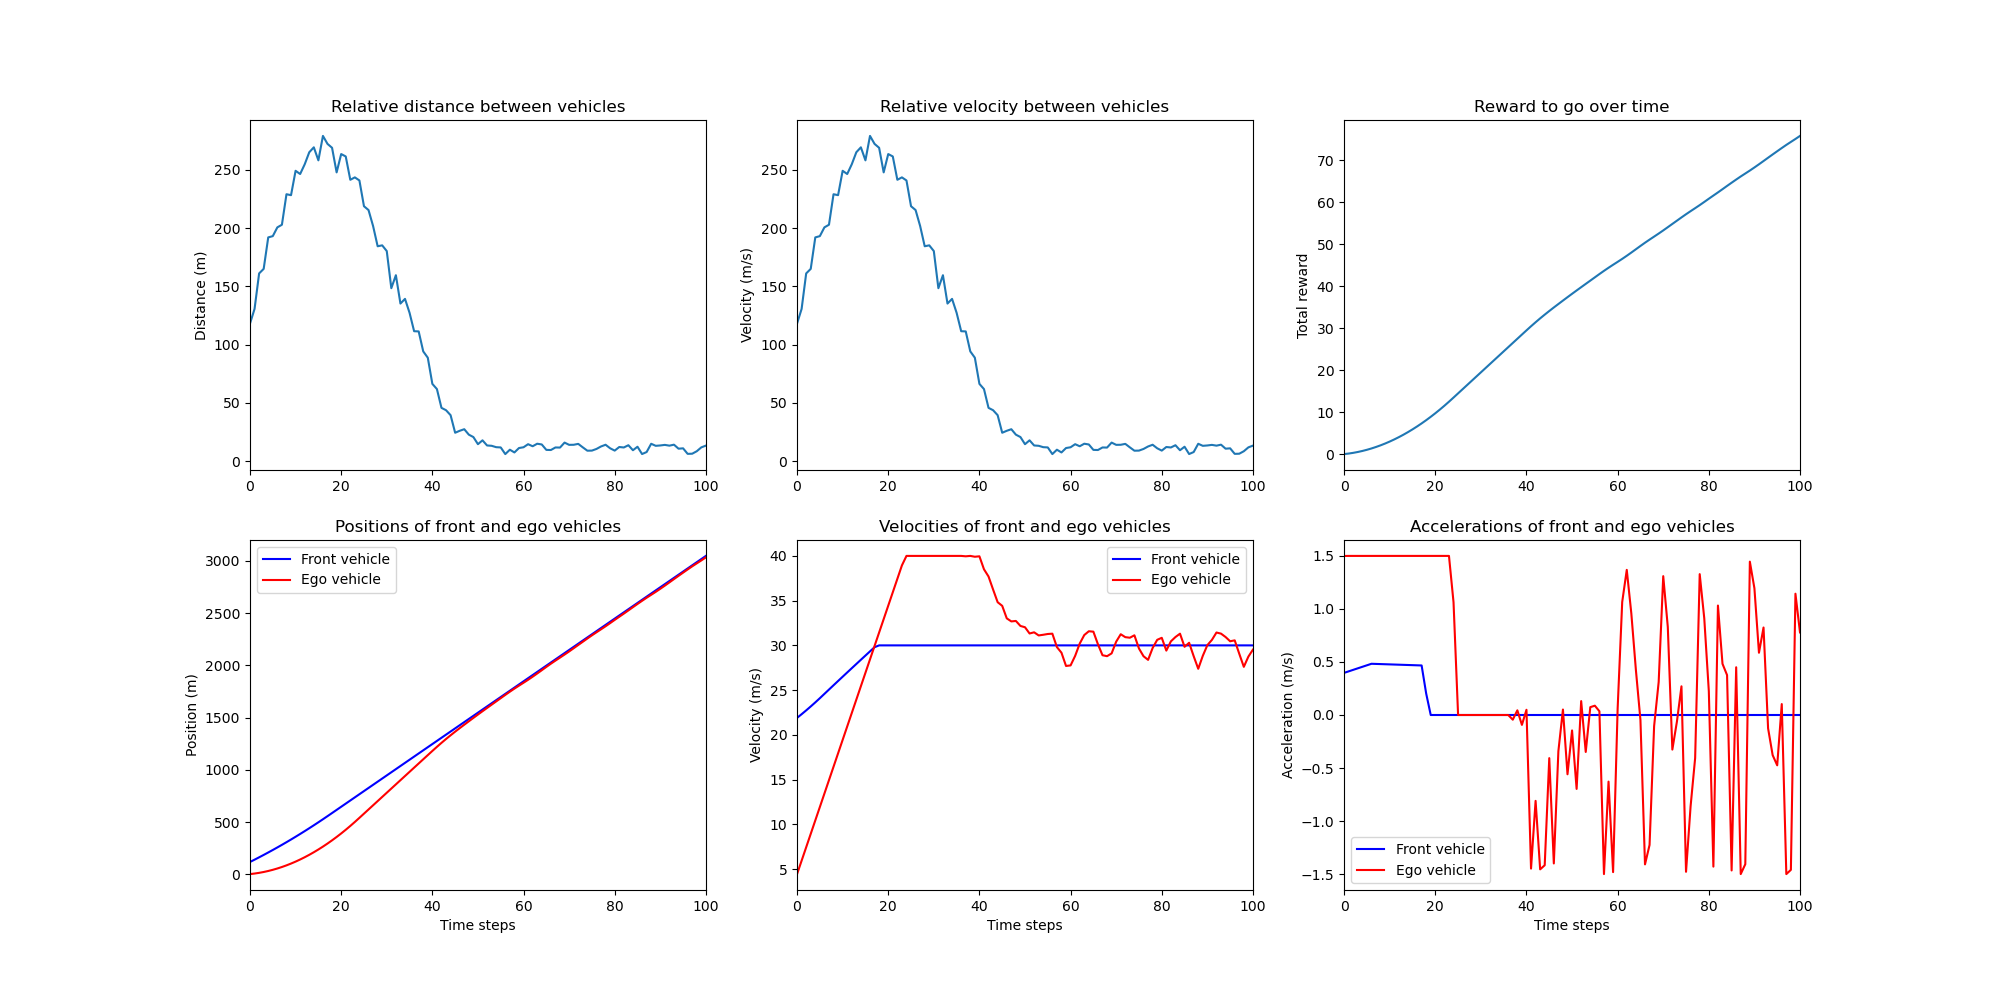 Relative distance between vehicles
Distance (m)
250
200
150
100
50
0
0 20 40 60 80 100
Relative velocity between vehicles
Velocity (m/s)
250
200
150
100
50
0
0 20 40 60 80 100
Reward to go over time
Total reward
70
60
50
40
30
20
10
0
0 20 40 60 80 100
Positions of front and ego vehicles
Front vehicle
Ego vehicle
Position (m)
3000
2500
2000
1500
1000
500
0
0 20 40 60 80 100
Time steps
Velocities of front and ego vehicles
Front vehicle
Ego vehicle
Velocity (m/s)
40
35
30
25
20
15
10
5
0 20 40 60 80 100
Time steps
Accelerations of front and ego vehicles
Acceleration (m/s)
1.5
1.0
0.5
0.0
−0.5
−1.0
−1.5
Front vehicle
Ego vehicle
0 20 40 60 80 100
Time steps